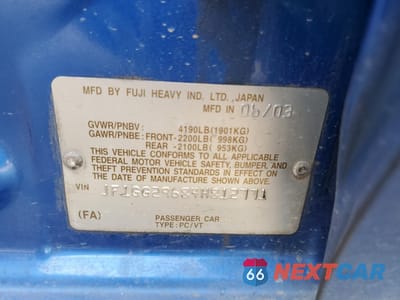 MFD BY FUJI HEAVY IND. LTD., JAPAN
MFD IN 06/03
GVWR/PNBV: 4190LB(1901KG)
GAWR/PNBE: FRONT-2200LB( 998KG)
REAR -2100LB( 953KG)
THIS VEHICLE CONFORMS TO ALL APPLICABLE
FEDERAL MOTOR VEHICLE SAFETY, BUMPER, AND
THEFT PREVENTION STANDARDS IN EFFECT ON
THE DATE OF MANUFACTURE SHOWN ABOVE.
VIN
(FA)
PASSENGER CAR
TYPE: PC/VT
66 NEXTCAR